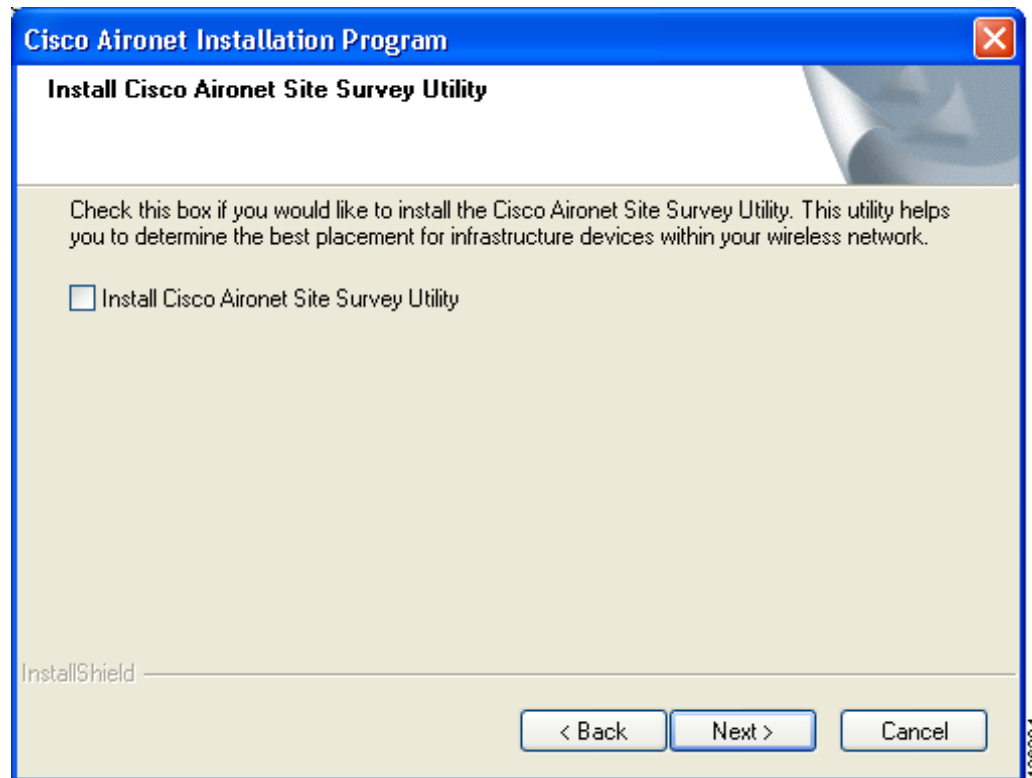 Cisco Aironet Installation Program
Install Cisco Aironet Site Survey Utility
Check this box if you would like to install the Cisco Aironet Site Survey Utility. This utility helps
you to determine the best placement for infrastructure devices within your wireless network.
Install Cisco Aironet Site Survey Utility
InstallShield
< Back
Next >
Cancel